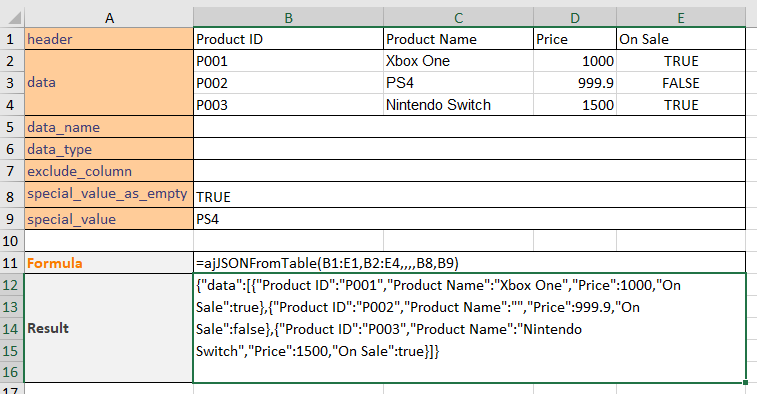 A B C D E
1 header Product ID Product Name Price On Sale
2 P001 Xbox One 1000 TRUE
3 data P002 PS4 999.9 FALSE
4 P003 Nintendo Switch 1500 TRUE
5 data_name
6 data_type
7 exclude_column
8 special_value_as_empty TRUE
9 special_value PS4
10
11 Formula =ajJSONFromTable(B1:E1,B2:E4,,,,B8,B9)
12 {"data":[{"Product ID":"P001","Product Name":"Xbox One","Price":1000,"On
13 Sale":true},{"Product ID":"P002","Product Name":"","Price":999.9,"On
14 Result Sale":false},{"Product ID":"P003","Product Name":"Nintendo
15 Switch","Price":1500,"On Sale":true}]}
16
17